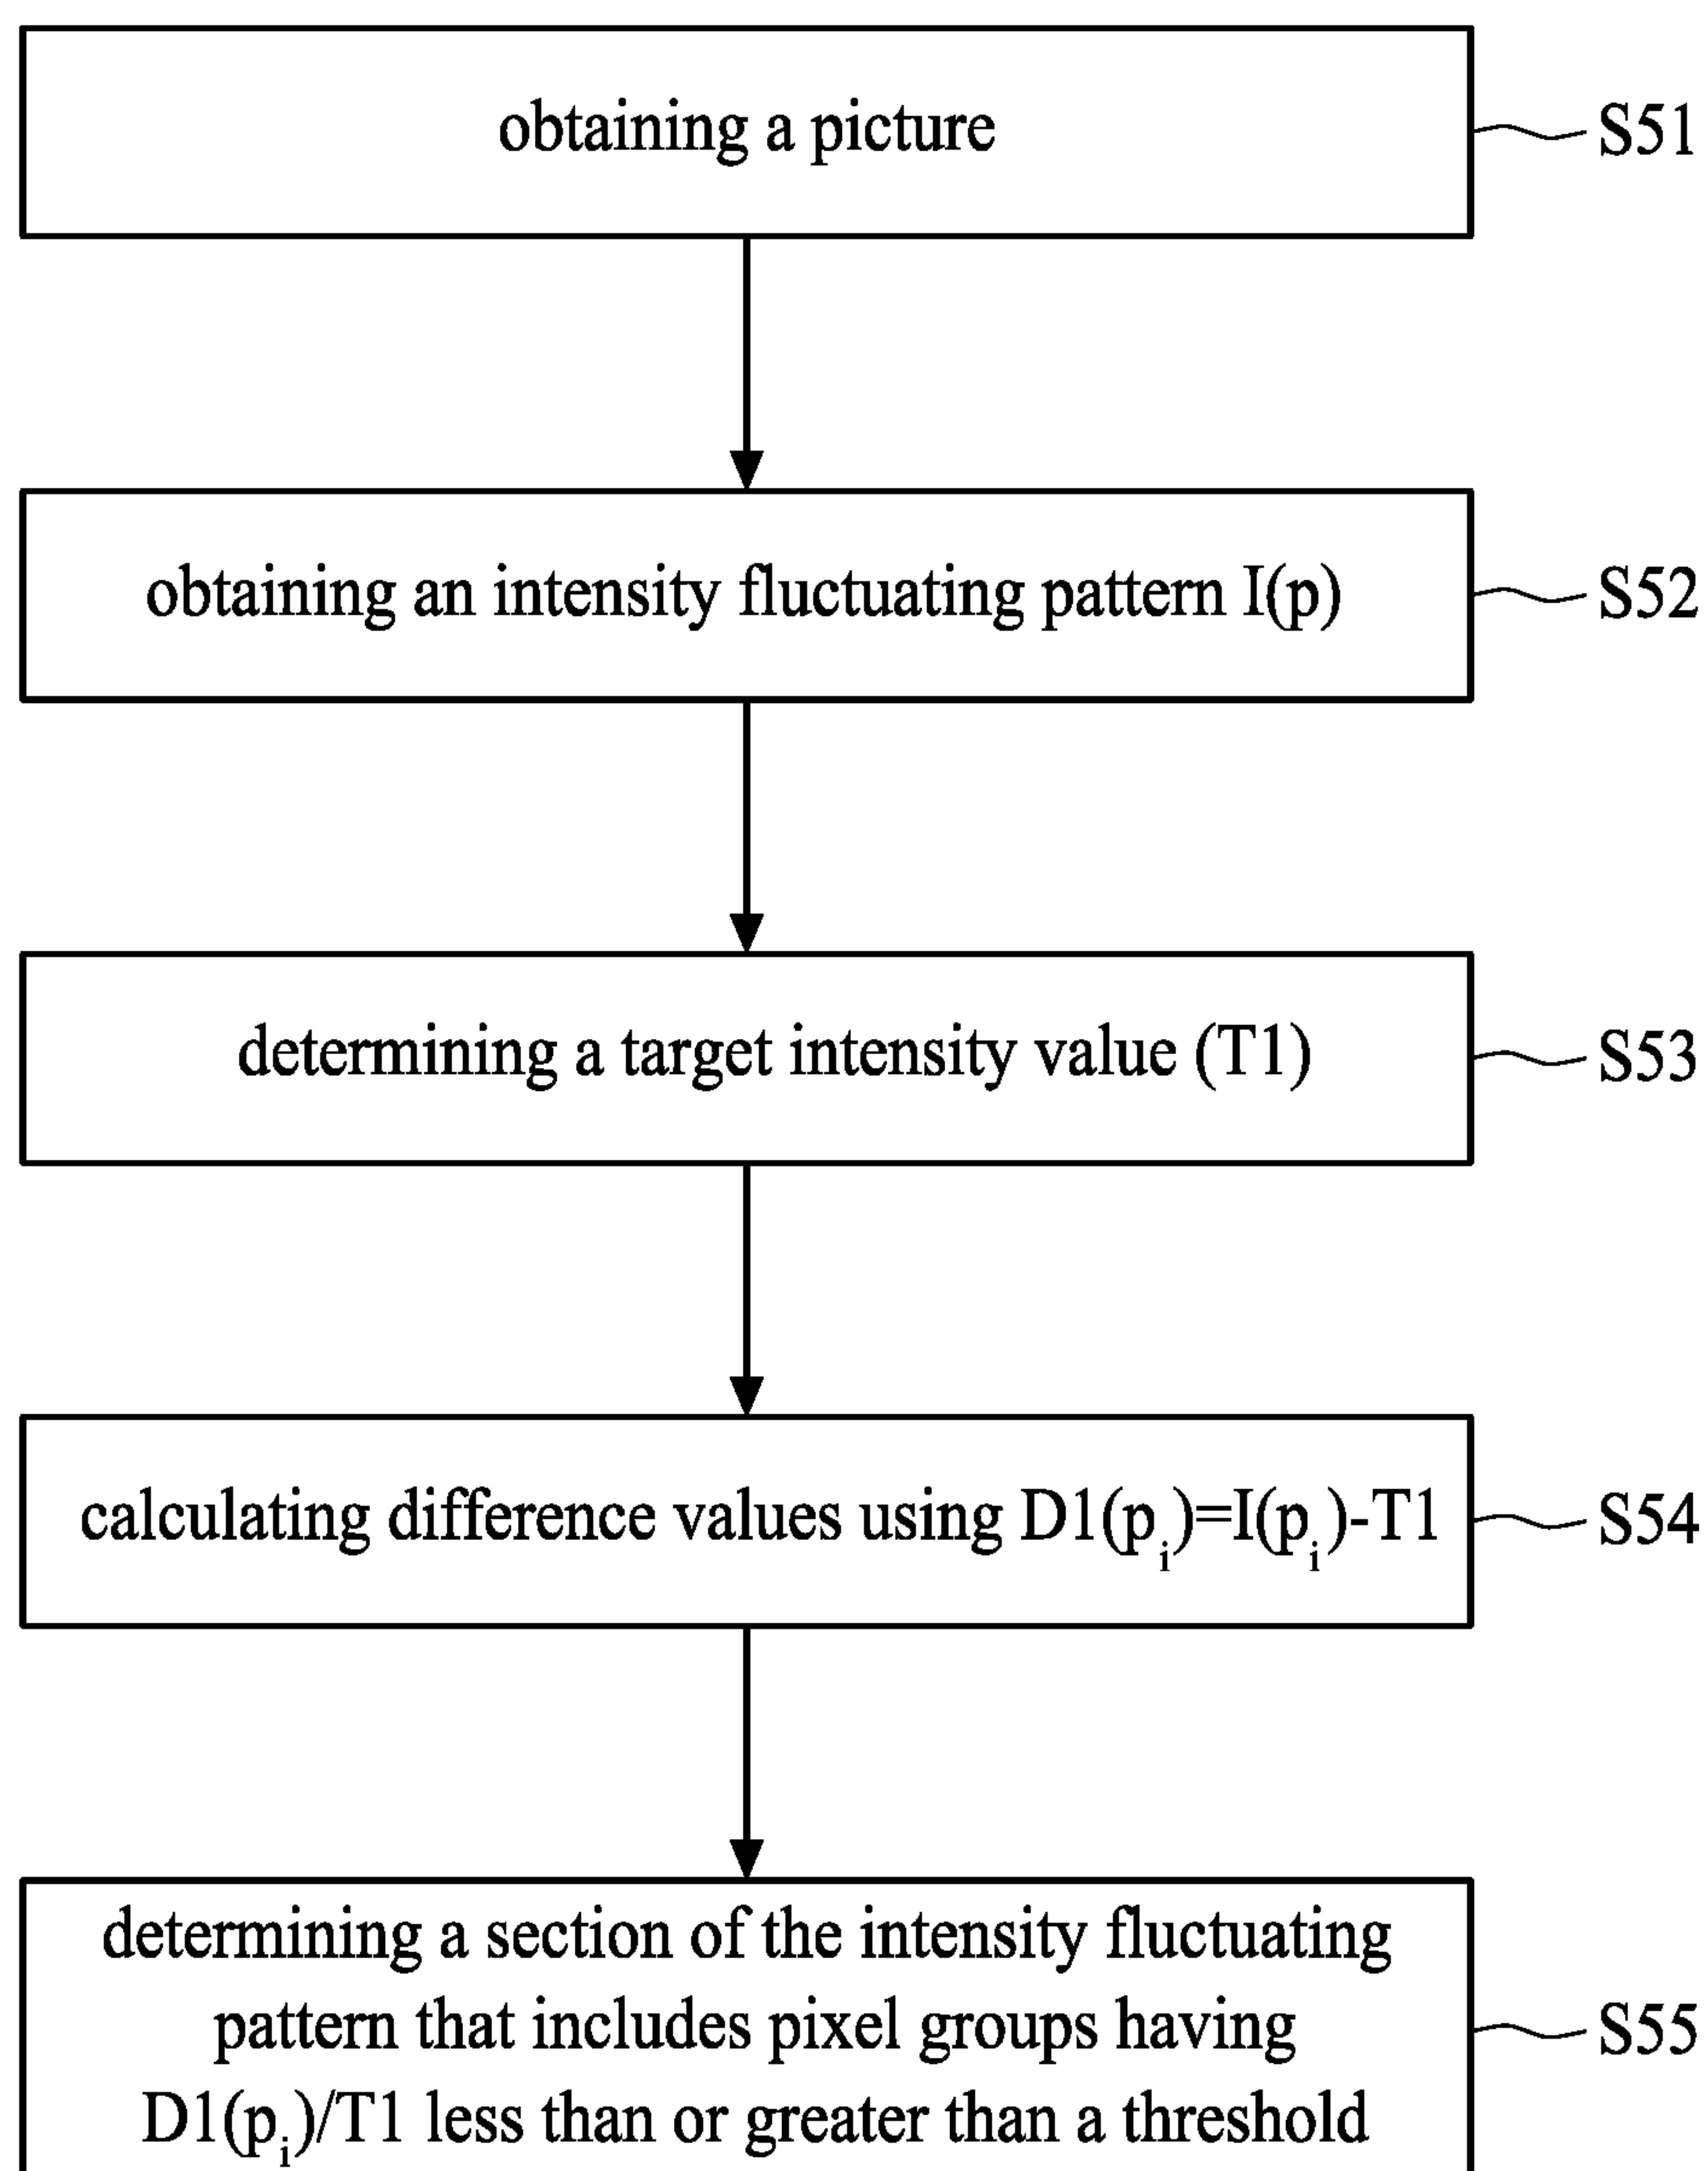 obtaining a picture
S51
obtaining an intensity fluctuating pattern I(p)
S52
determining a target intensity value (T1)
S53
calculating difference values using D1(pᵢ)=I(pᵢ)-T1
S54
determining a section of the intensity fluctuating
pattern that includes pixel groups having
S55
D1(pᵢ)/T1 less than or greater than a threshold